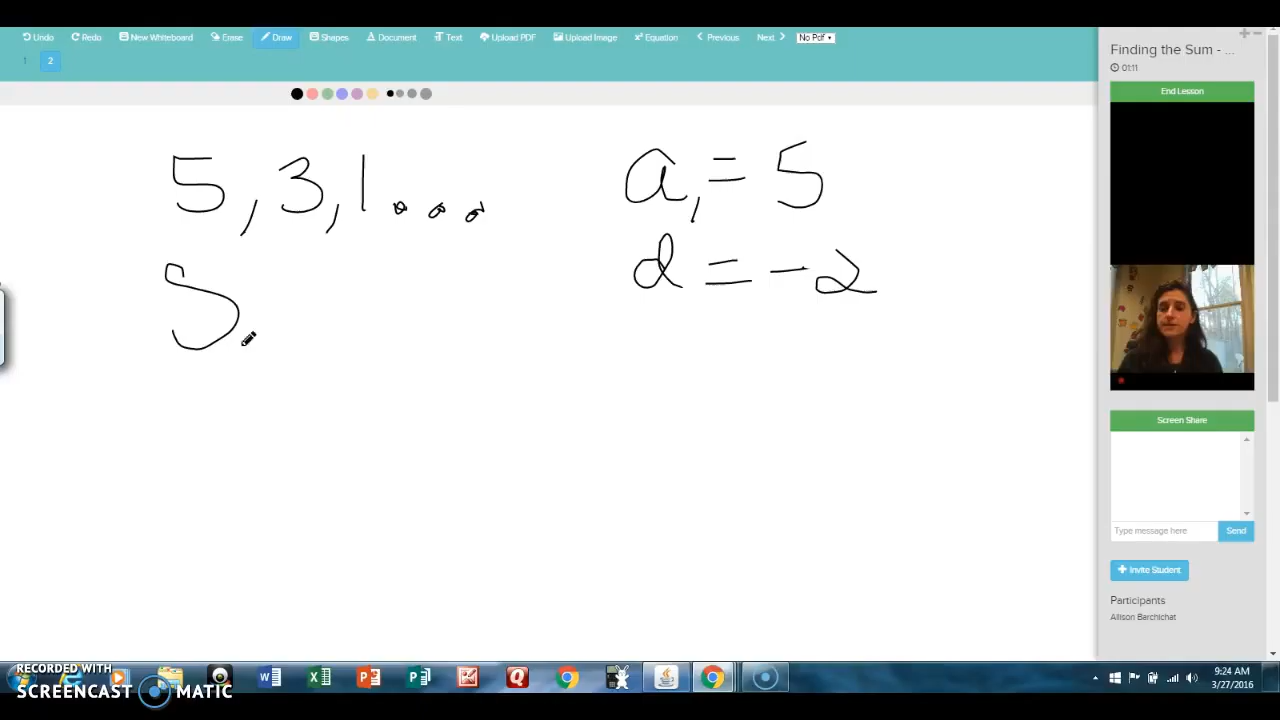 Undo Redo New Whiteboard Erase Draw Shapes Document Text Upload PDF Upload Image x² Equation Previous Next No Pdf
1 2
Finding the Sum - ...
01:11
End Lesson
5, 3, 1 . . .
a₁ = 5
d = -2
S
Screen Share
Type message here Send
Invite Student
Participants
Allison Barchichat
RECORDED WITH
SCREENCAST MATIC
9:24 AM
3/27/2016